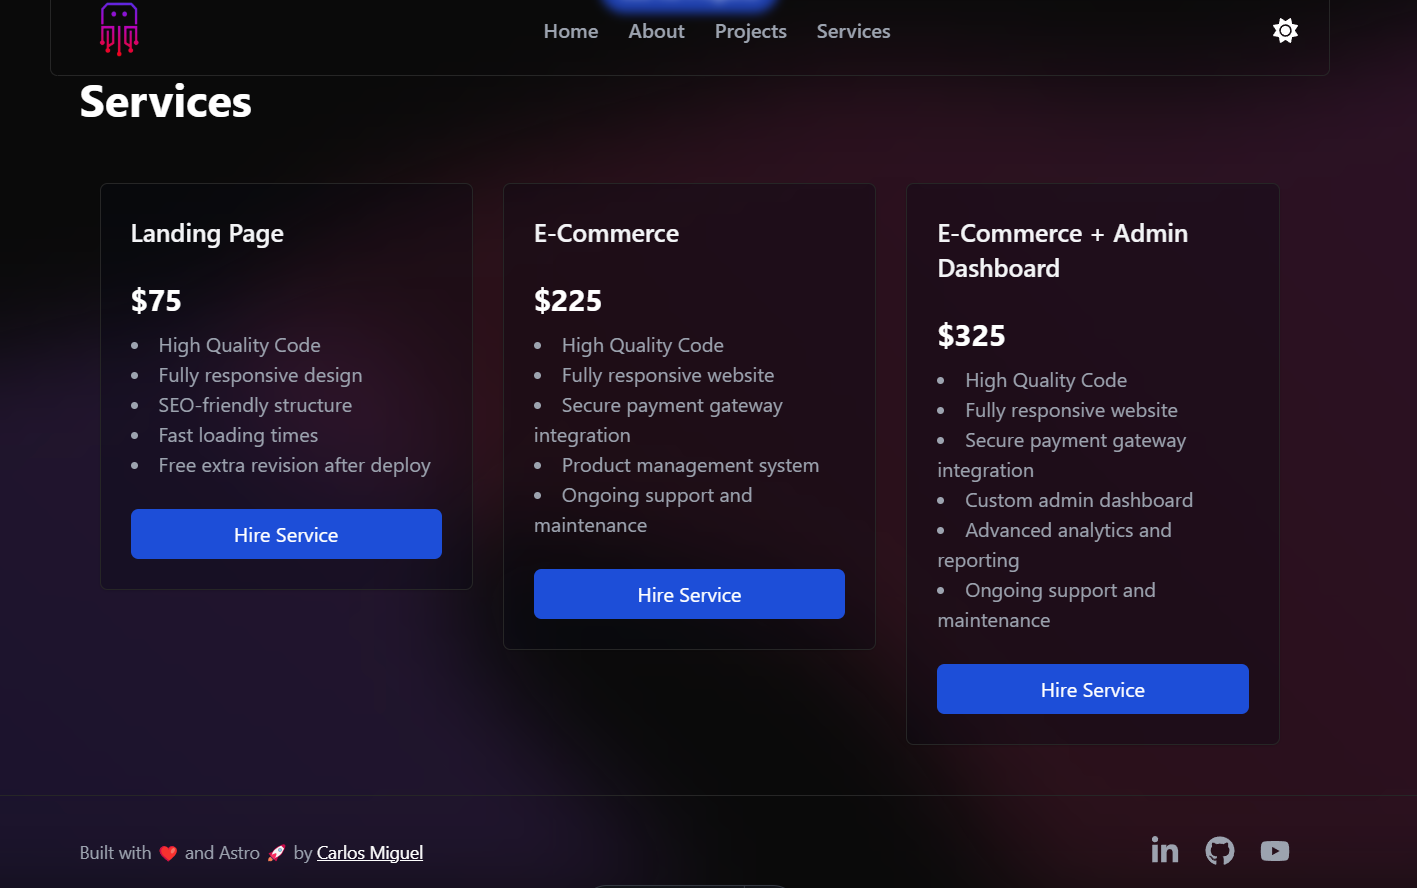 Home About Projects Services
Services
Landing Page
$75
High Quality Code
Fully responsive design
SEO-friendly structure
Fast loading times
Free extra revision after deploy
Hire Service
E-Commerce
$225
High Quality Code
Fully responsive website
Secure payment gateway
integration
Product management system
Ongoing support and
maintenance
Hire Service
E-Commerce + Admin
Dashboard
$325
High Quality Code
Fully responsive website
Secure payment gateway
integration
Custom admin dashboard
Advanced analytics and
reporting
Ongoing support and
maintenance
Hire Service
Built with ❤️ and Astro 🚀 by Carlos Miguel
in